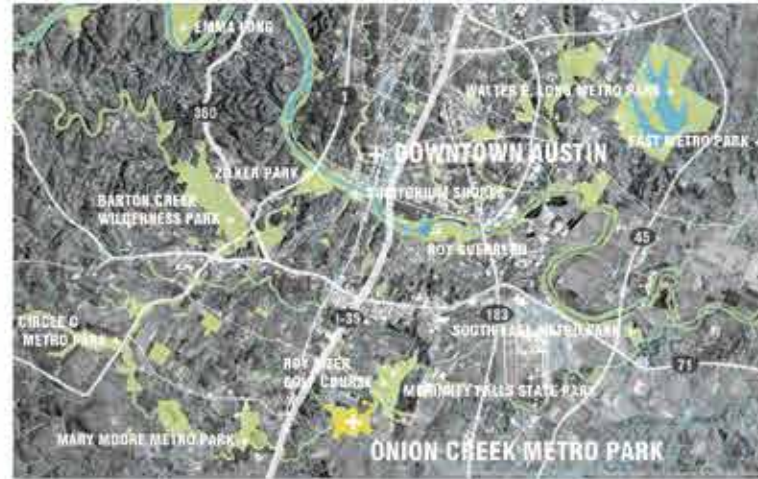 EMMA LONG
360
1
WALTER E. LONG METRO PARK
EAST METRO PARK
DOWNTOWN AUSTIN
ZILKER PARK
BARTON CREEK
WILDERNESS PARK
SHORES
ROY GUERRERO
45
I-35
183
CIRCLE C
METRO PARK
SOUTHEAST METRO PARK
71
ROY KIZER
GOLF COURSE
MCKINNEY FALLS STATE PARK
MARY MOORE METRO PARK
ONION CREEK METRO PARK